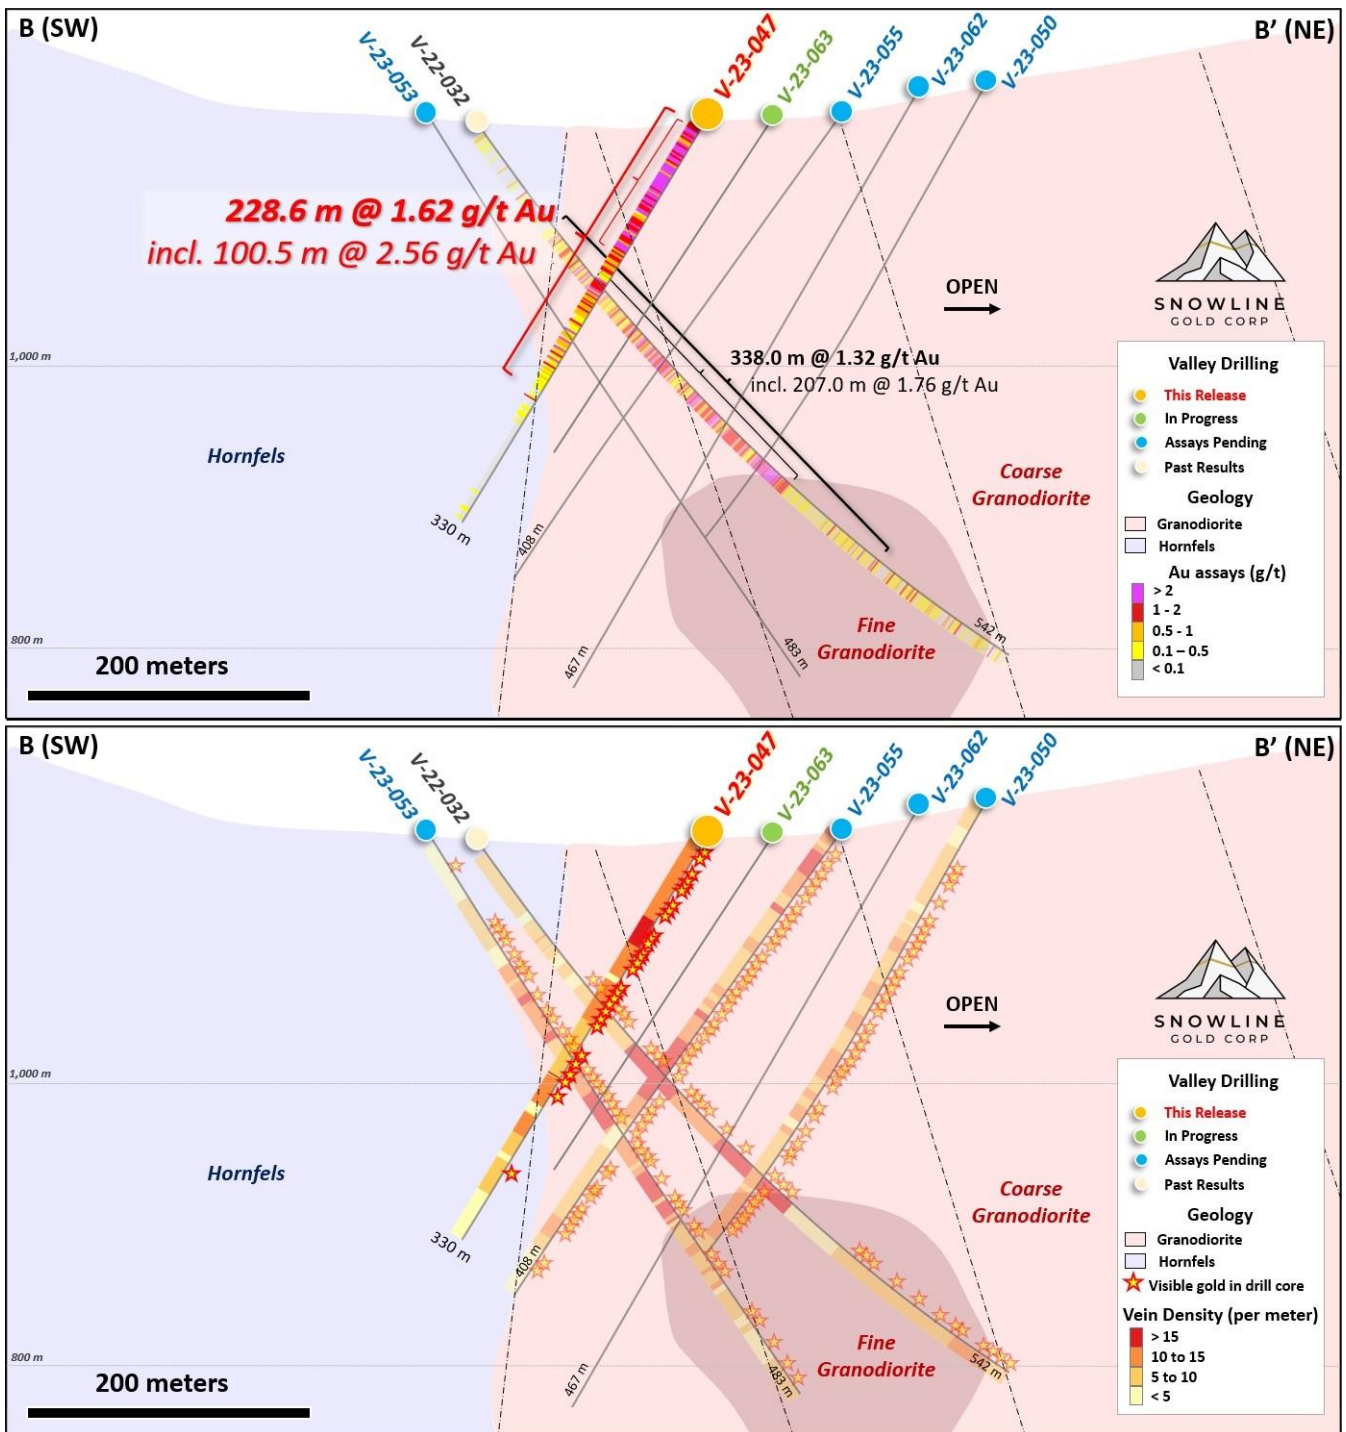 B (SW)
B’ (NE)
V-23-053
V-22-032
V-23-047
V-23-063
V-23-055
V-23-062
V-23-050
228.6 m @ 1.62 g/t Au
incl. 100.5 m @ 2.56 g/t Au
OPEN
SNOWLINE
GOLD CORP
1,000 m
338.0 m @ 1.32 g/t Au
incl. 207.0 m @ 1.76 g/t Au
Hornfels
Coarse
Granodiorite
330 m
408 m
467 m
483 m
542 m
Fine
Granodiorite
800 m
200 meters
Valley Drilling
This Release
In Progress
Assays Pending
Past Results
Geology
Granodiorite
Hornfels
Au assays (g/t)
> 2
1 - 2
0.5 - 1
0.1 – 0.5
< 0.1
B (SW)
B’ (NE)
V-23-053
V-22-032
V-23-047
V-23-063
V-23-055
V-23-062
V-23-050
OPEN
SNOWLINE
GOLD CORP
1,000 m
Hornfels
Coarse
Granodiorite
330 m
408 m
467 m
483 m
542 m
Fine
Granodiorite
800 m
200 meters
Valley Drilling
This Release
In Progress
Assays Pending
Past Results
Geology
Granodiorite
Hornfels
Visible gold in drill core
Vein Density (per meter)
> 15
10 to 15
5 to 10
< 5